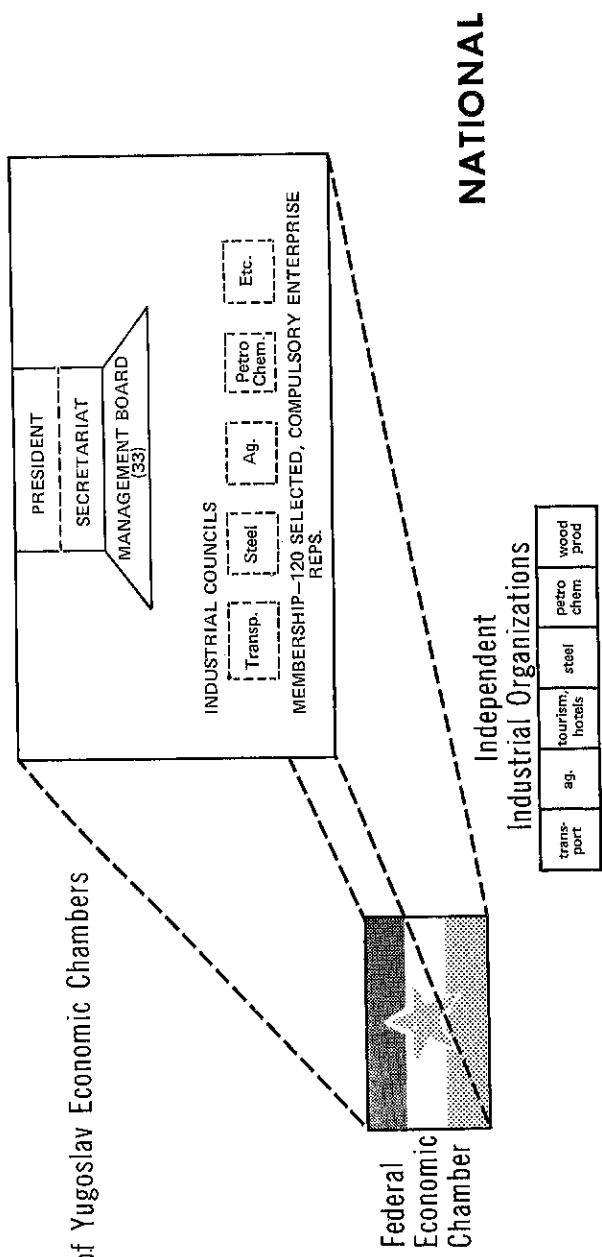 of Yugoslav Economic Chambers
PRESIDENT
SECRETARIAT
MANAGEMENT BOARD
(33)
INDUSTRIAL COUNCILS
Transp.
Steel
Ag.
Petro
Chem.
Etc.
MEMBERSHIP–120 SELECTED, COMPULSORY ENTERPRISE
REPS.
Federal
Economic
Chamber
Independent
Industrial Organizations
trans-
port
ag.
tourism,
hotels
steel
petro
chem
wood
prod
NATIONAL